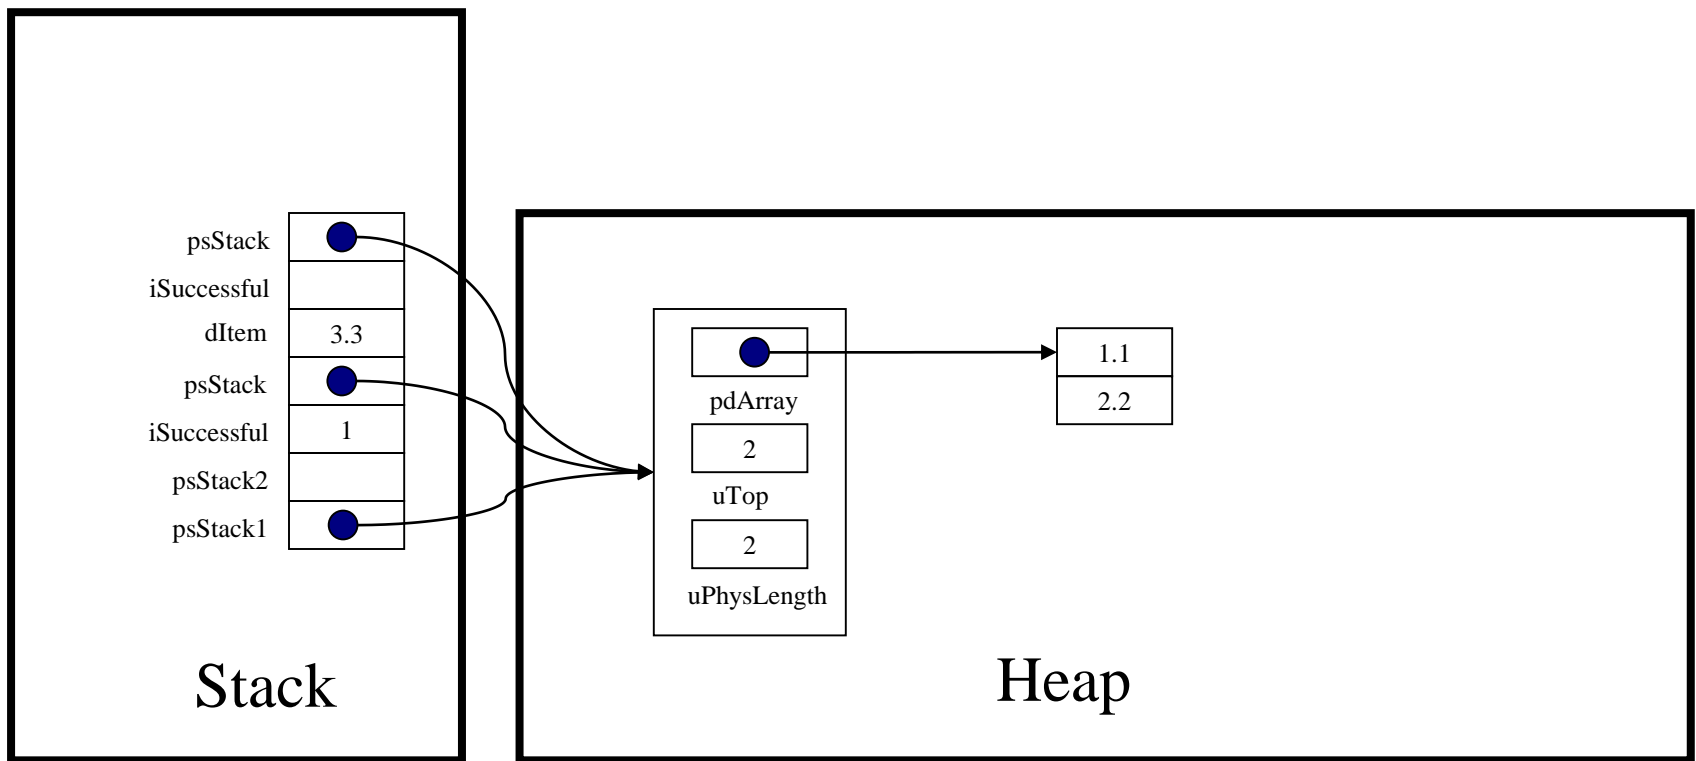 psStack
iSuccessful
dItem 3.3
psStack
iSuccessful 1
psStack2
psStack1
Stack
pdArray
2
uTop
2
uPhysLength
1.1
2.2
Heap